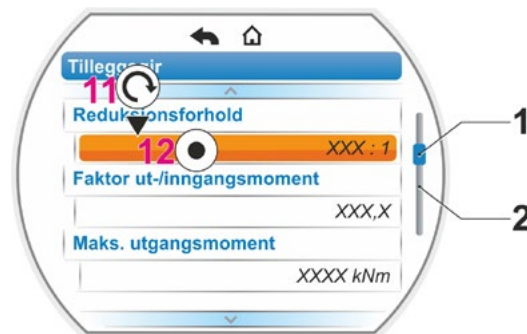 Tilleggsgir
11
Reduksjonsforhold
12
XXX : 1
1
Faktor ut-/inngangsmoment
XXX,X
2
Maks. utgangsmoment
XXXX kNm